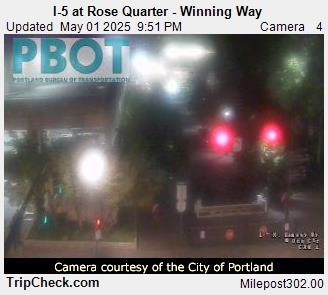 I-5 at Rose Quarter - Winning Way
Updated May 01 2025 9:51 PM Camera 4
PBOT
PORTLAND BUREAU OF TRANSPORTATION
Camera courtesy of the City of Portland
TripCheck.com Milepost302.00